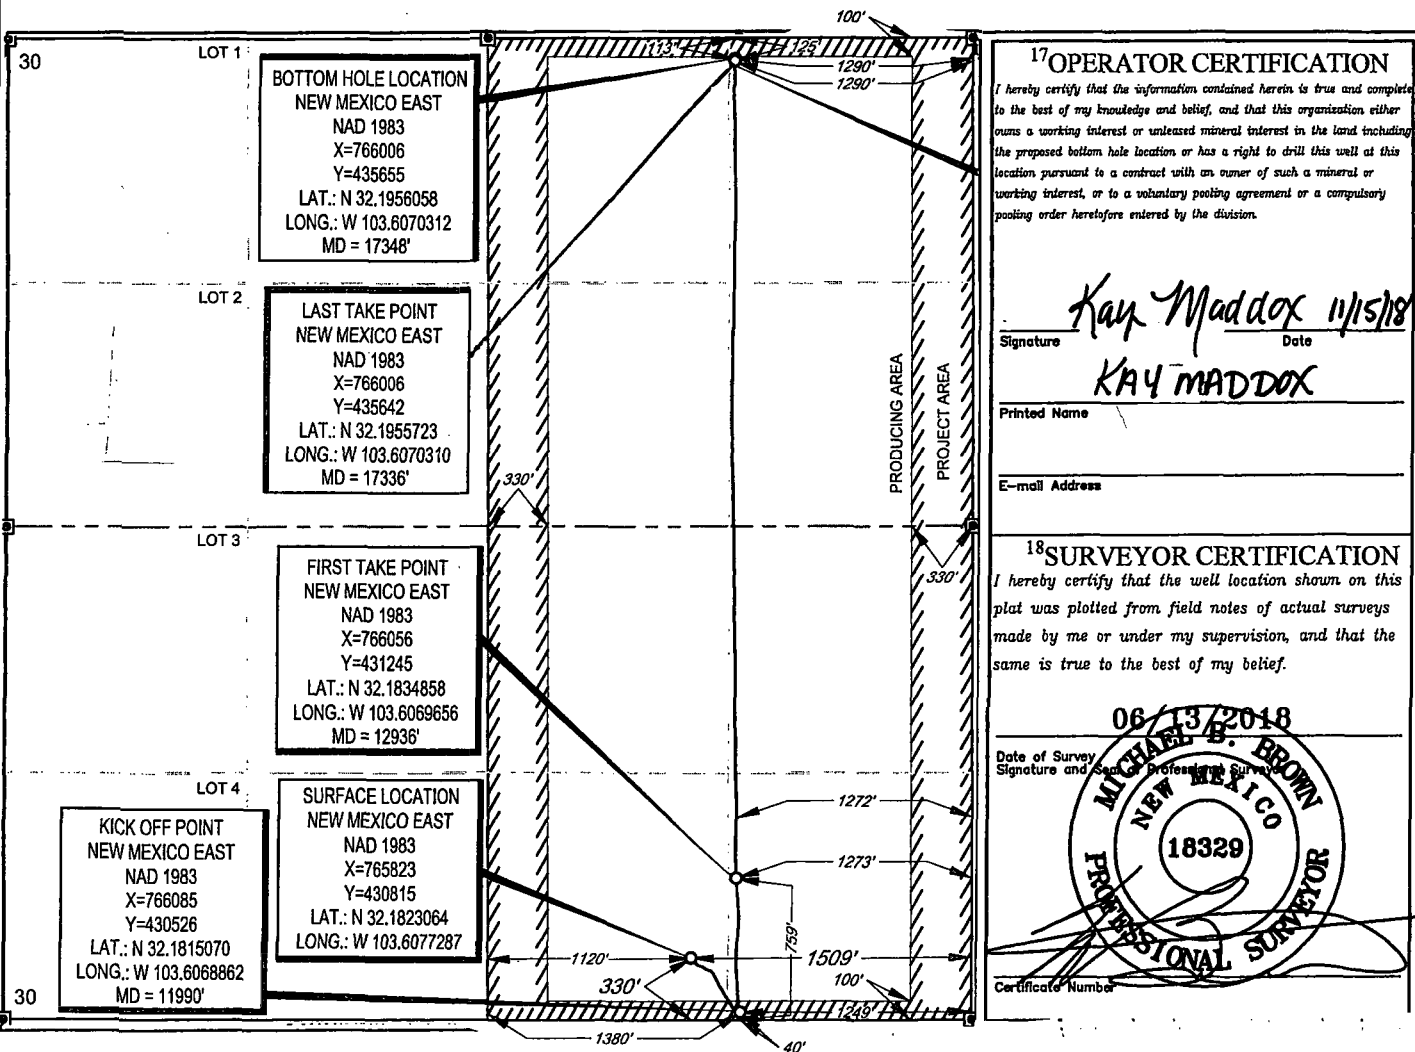 100'
30
LOT 1
113'
125'
1290'
1290'
BOTTOM HOLE LOCATION
NEW MEXICO EAST
NAD 1983
X=766006
Y=435655
LAT.: N 32.1956058
LONG.: W 103.6070312
MD = 17348'
LOT 2
LAST TAKE POINT
NEW MEXICO EAST
NAD 1983
X=766006
Y=435642
LAT.: N 32.1955723
LONG.: W 103.6070310
MD = 17336'
PRODUCING AREA
PROJECT AREA
330'
LOT 3
330'
FIRST TAKE POINT
NEW MEXICO EAST
NAD 1983
X=766056
Y=431245
LAT.: N 32.1834858
LONG.: W 103.6069656
MD = 12936'
LOT 4
1272'
1273'
SURFACE LOCATION
NEW MEXICO EAST
NAD 1983
X=765823
Y=430815
LAT.: N 32.1823064
LONG.: W 103.6077287
KICK OFF POINT
NEW MEXICO EAST
NAD 1983
X=766085
Y=430526
LAT.: N 32.1815070
LONG.: W 103.6068862
MD = 11990'
759'
1120'
1509'
330'
100'
30
1249'
1380'
40'
17 OPERATOR CERTIFICATION
I hereby certify that the information contained herein is true and complete
to the best of my knowledge and belief, and that this organization either
owns a working interest or unleased mineral interest in the land including
the proposed bottom hole location or has a right to drill this well at this
location pursuant to a contract with an owner of such a mineral or
working interest, or to a voluntary pooling agreement or a compulsory
pooling order heretofore entered by the division.
Kay Maddox 11/15/18
Signature Date
KAY MADDOX
Printed Name
E-mail Address
18 SURVEYOR CERTIFICATION
I hereby certify that the well location shown on this
plat was plotted from field notes of actual surveys
made by me or under my supervision, and that the
same is true to the best of my belief.
06/13/2018
Date of Survey
Signature and Seal of Professional Surveyor
MICHAEL B. BROWN
NEW MEXICO
18329
PROFESSIONAL SURVEYOR
Certificate Number